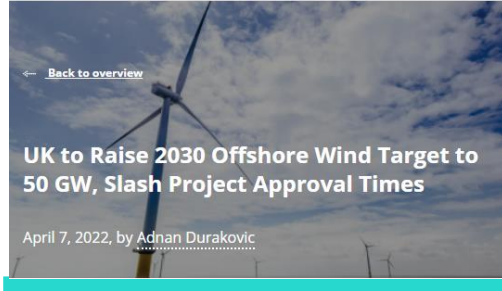 Back to overview
UK to Raise 2030 Offshore Wind Target to
50 GW, Slash Project Approval Times
April 7, 2022, by Adnan Durakovic